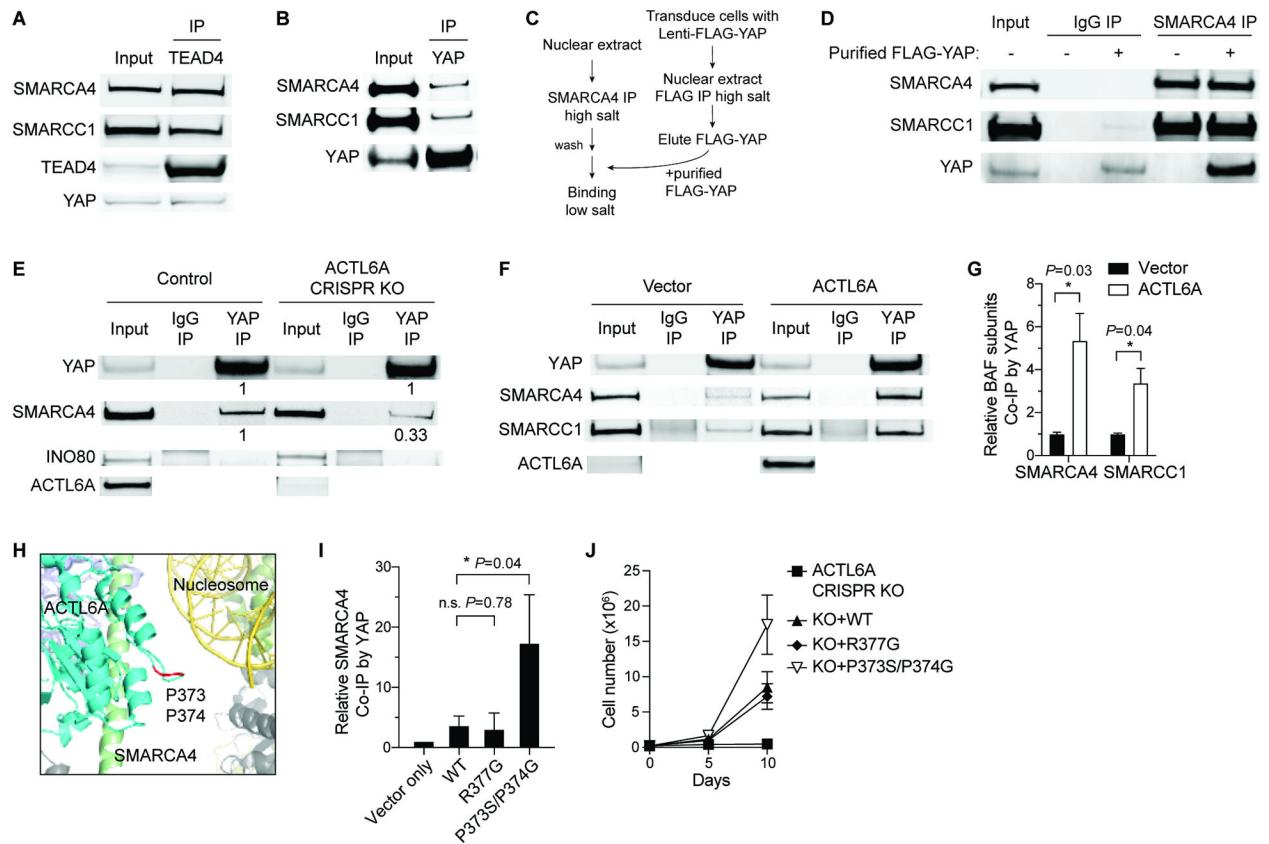 A
IP
Input TEAD4
SMARCA4
SMARCC1
TEAD4
YAP
B
IP
Input YAP
SMARCA4
SMARCC1
YAP
C
Nuclear extract
SMARCA4 IP
high salt
wash
Binding
low salt
Transduce cells with
Lenti-FLAG-YAP
Nuclear extract
FLAG IP high salt
Elute FLAG-YAP
+purified
FLAG-YAP
D
Input IgG IP SMARCA4 IP
Purified FLAG-YAP: - - + - +
SMARCA4
SMARCC1
YAP
E
Control
ACTL6A
CRISPR KO
Input IgG IP YAP IP Input IgG IP YAP IP
YAP
1 1
SMARCA4
1 0.33
INO80
ACTL6A
F
Vector ACTL6A
Input IgG IP YAP IP Input IgG IP YAP IP
YAP
SMARCA4
SMARCC1
ACTL6A
G
Vector
ACTL6A
P=0.03
*
P=0.04
*
Relative BAF subunits
Co-IP by YAP
8
6
4
2
0
SMARCA4 SMARCC1
H
ACTL6A
Nucleosome
P373
P374
SMARCA4
I
* P=0.04
n.s. P=0.78
Relative SMARCA4
Co-IP by YAP
30
20
10
0
Vector only
WT
R377G
P373S/P374G
J
ACTL6A
CRISPR KO
KO+WT
KO+R377G
KO+P373S/P374G
Cell number (x10⁶)
25
20
15
10
5
0
0 5 10
Days